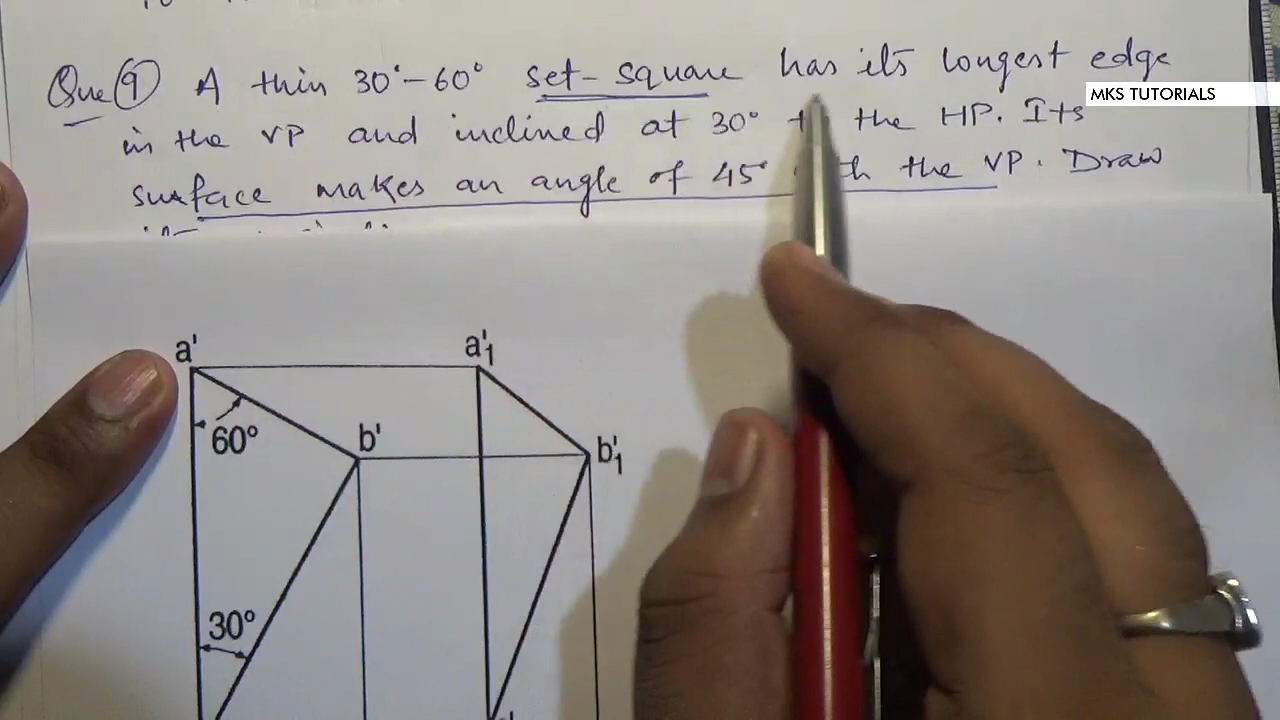 Que 9 A thin 30°-60° set-square has its longest edge
MKS TUTORIALS
in the VP and inclined at 30° the HP. Its
surface makes an angle of 45° the VP. Draw
a' a'1
60° b' b'1
30°